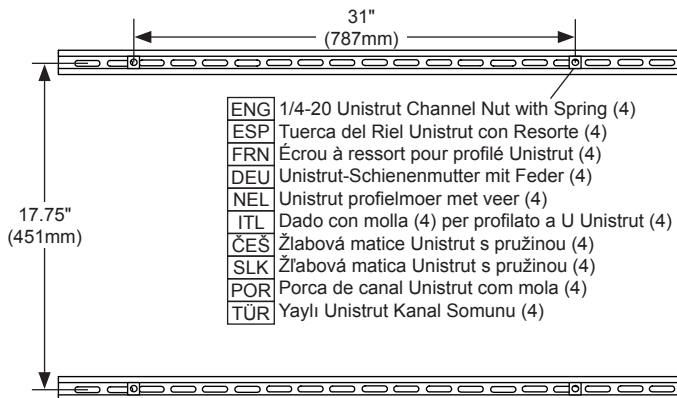 31"
(787mm)
ENG 1/4-20 Unistrut Channel Nut with Spring (4)
ESP Tuerca del Riel Unistrut con Resorte (4)
FRN Écrou à ressort pour profilé Unistrut (4)
DEU Unistrut-Schienenmutter mit Feder (4)
NEL Unistrut profielmoer met veer (4)
ITL Dado con molla (4) per profilato a U Unistrut (4)
ČEŠ Žlabová matice Unistrut s pružinou (4)
SLK Žľabová matica Unistrut s pružinou (4)
POR Porca de canal Unistrut com mola (4)
TÜR Yaylı Unistrut Kanal Somunu (4)
17.75"
(451mm)